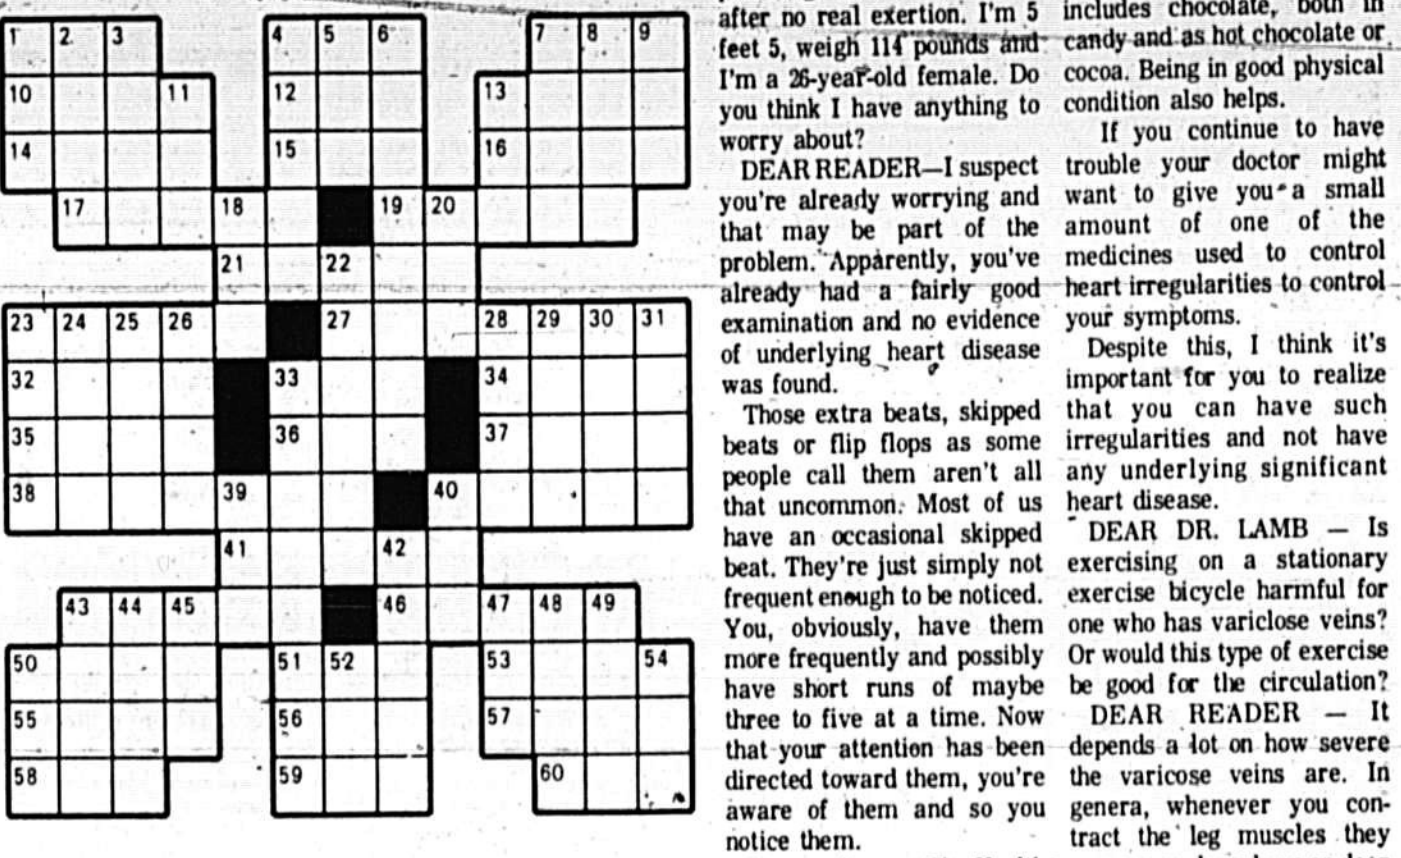 1 2 3 4 5 6 7 8 9
10 11 12 13
14 15 16
17 18 19 20
21 22
23 24 25 26 27 28 29 30 31
32 33 34
35 36 37
38 39 40
41 42
43 44 45 46 47 48 49
50 51 52 53 54
55 56 57
58 59 60
after no real exertion. I'm 5
feet 5, weigh 114 pounds and
I'm a 26-year-old female. Do
you think I have anything to
worry about?
DEAR READER—I suspect
you're already worrying and
that may be part of the
problem. Apparently, you've
already had a fairly good
examination and no evidence
of underlying heart disease
was found.
Those extra beats, skipped
beats or flip flops as some
people call them aren't all
that uncommon. Most of us
have an occasional skipped
beat. They're just simply not
frequent enough to be noticed.
You, obviously, have them
more frequently and possibly
have short runs of maybe
three to five at a time. Now
that your attention has been
directed toward them, you're
aware of them and so you
notice them.
includes chocolate, both in
candy and as hot chocolate or
cocoa. Being in good physical
condition also helps.
If you continue to have
trouble your doctor might
want to give you a small
amount of one of the
medicines used to control
heart irregularities to control
your symptoms.
Despite this, I think it's
important for you to realize
that you can have such
irregularities and not have
any underlying significant
heart disease.
DEAR DR. LAMB — Is
exercising on a stationary
exercise bicycle harmful for
one who has variclose veins?
Or would this type of exercise
be good for the circulation?
DEAR READER — It
depends a lot on how severe
the varicose veins are. In
genera, whenever you con-
tract the leg muscles they